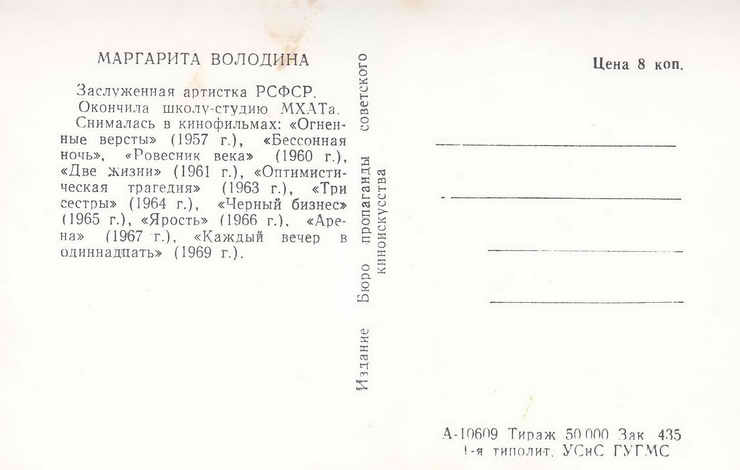 МАРГАРИТА ВОЛОДИНА
Заслуженная артистка РСФСР.
Окончила школу-студию МХАТа.
Снималась в кинофильмах: «Огнен-
ные версты» (1957 г.), «Бессонная
ночь», «Ровесник века» (1960 г.),
«Две жизни» (1961 г.), «Оптимисти-
ческая трагедия» (1963 г.), «Три
сестры» (1964 г.), «Черный бизнес»
(1965 г.), «Ярость» (1966 г.), «Аре-
на» (1967 г.), «Каждый вечер в
одиннадцать» (1969 г.).
Издание Бюро пропаганды советского
киноискусства
Цена 8 коп.
А-10609 Тираж 50 000 Зак 435
1-я типолит. УСиС ГУГМС